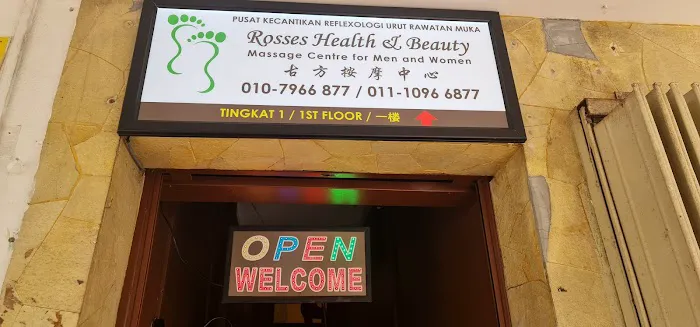 PUSAT KECANTIKAN REFLEXOLOGI URUT RAWATAN MUKA
Rosses Health & Beauty
Massage Centre for Men and Women
古方按摩中心
010-7966 877 / 011-1096 6877
TINGKAT 1 / 1ST FLOOR / 一楼
OPEN
WELCOME